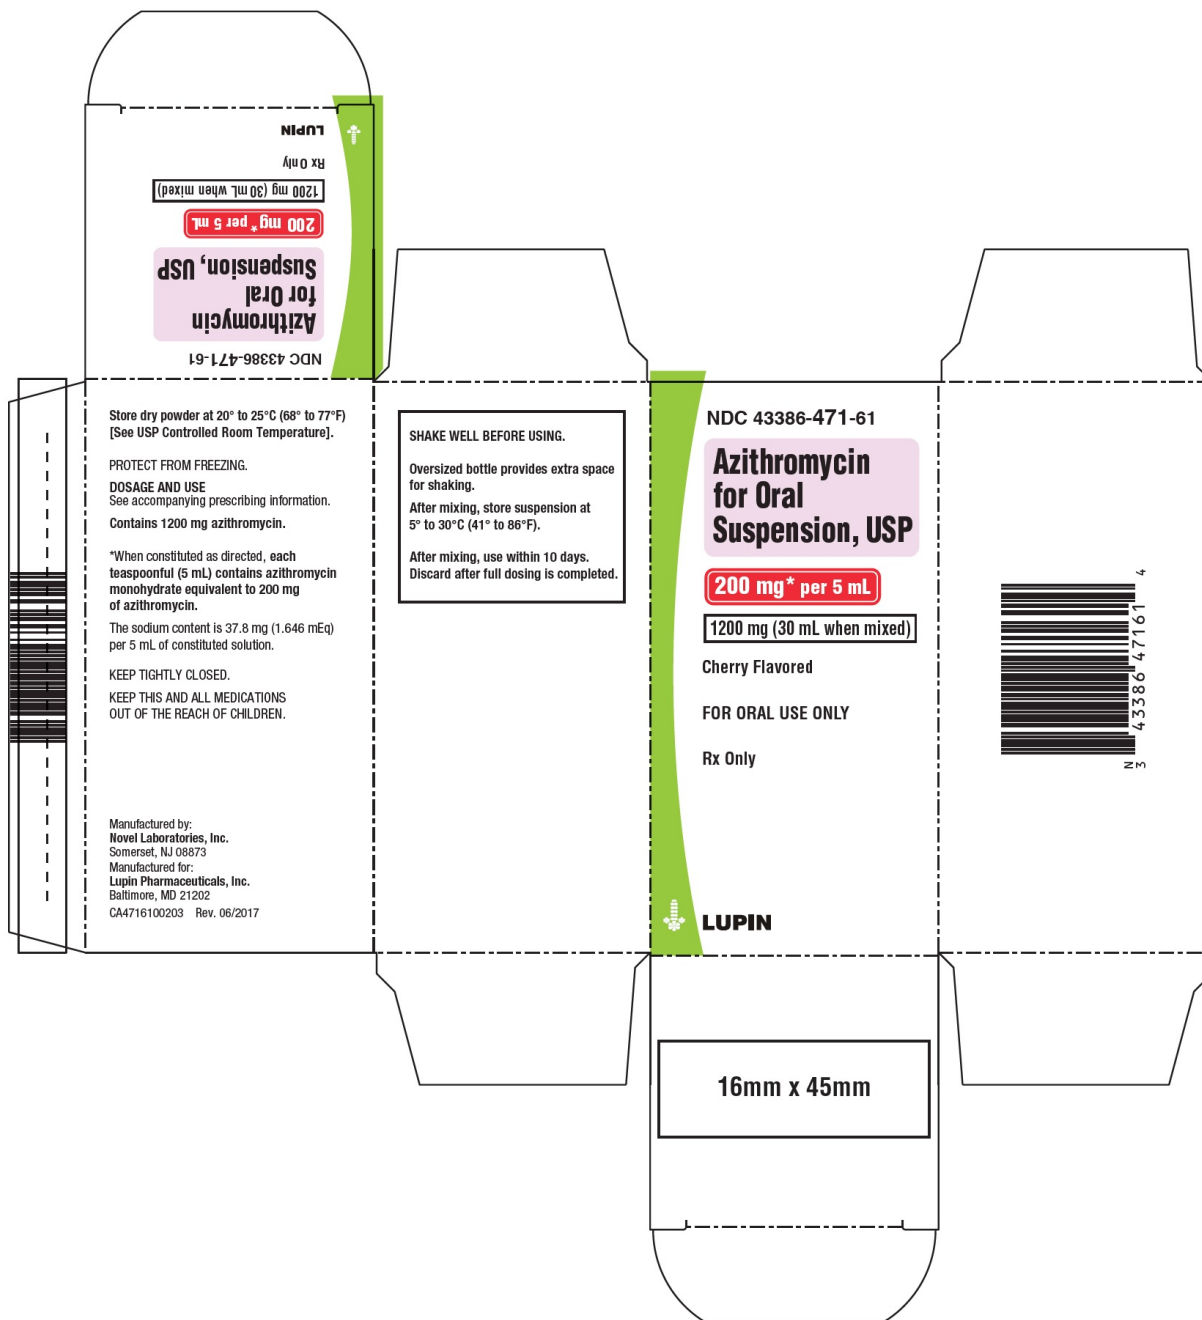 LUPIN
Rx Only
1200 mg (30 mL when mixed)
200 mg* per 5 mL
Azithromycin
for Oral
Suspension, USP
NDC 43386-471-61
Store dry powder at 20° to 25°C (68° to 77°F)
[See USP Controlled Room Temperature].
PROTECT FROM FREEZING.
DOSAGE AND USE
See accompanying prescribing information.
Contains 1200 mg azithromycin.
*When constituted as directed, each
teaspoonful (5 mL) contains azithromycin
monohydrate equivalent to 200 mg
of azithromycin.
The sodium content is 37.8 mg (1.646 mEq)
per 5 mL of constituted solution.
KEEP TIGHTLY CLOSED.
KEEP THIS AND ALL MEDICATIONS
OUT OF THE REACH OF CHILDREN.
Manufactured by:
Novel Laboratories, Inc.
Somerset, NJ 08873
Manufactured for:
Lupin Pharmaceuticals, Inc.
Baltimore, MD 21202
CA4716100203 Rev. 06/2017
SHAKE WELL BEFORE USING.
Oversized bottle provides extra space
for shaking.
After mixing, store suspension at
5° to 30°C (41° to 86°F).
After mixing, use within 10 days.
Discard after full dosing is completed.
NDC 43386-471-61
Azithromycin
for Oral
Suspension, USP
200 mg* per 5 mL
1200 mg (30 mL when mixed)
Cherry Flavored
FOR ORAL USE ONLY
Rx Only
LUPIN
N
3 43386 47161 4
16mm x 45mm